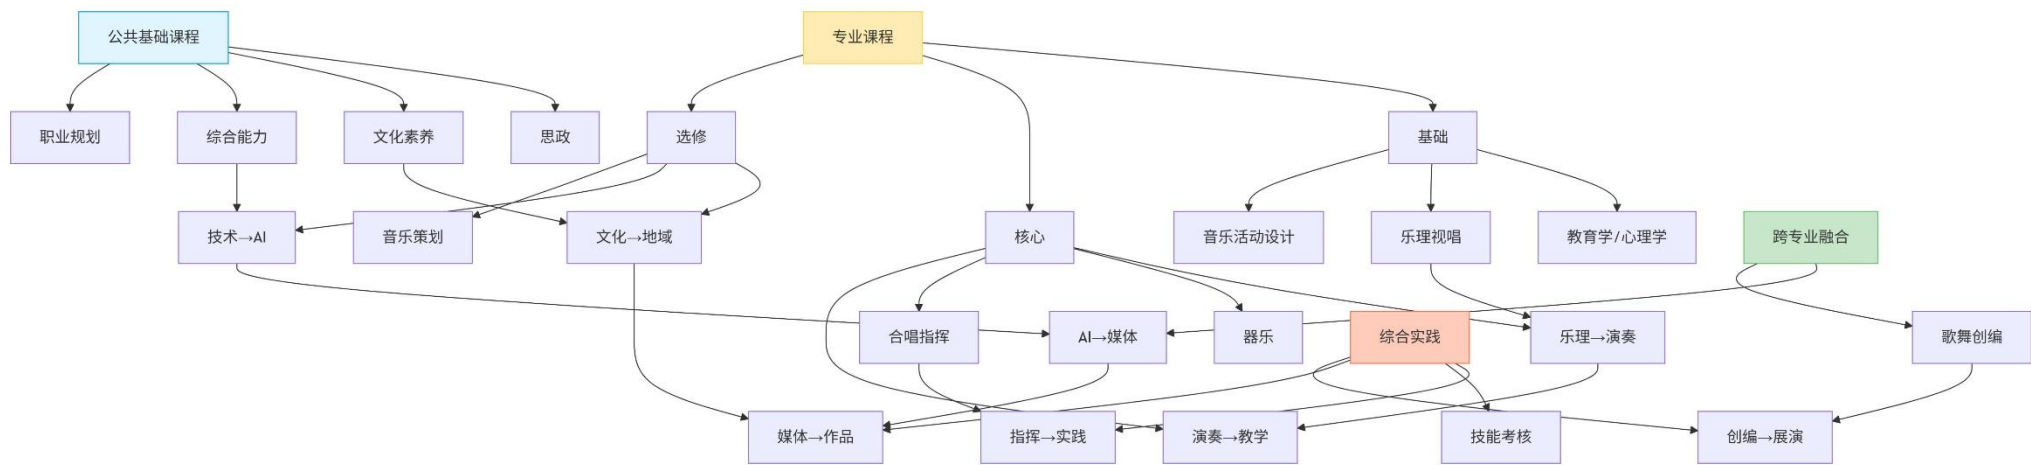 公共基础课程
专业课程
职业规划
综合能力
文化素养
思政
选修
基础
技术→AI
音乐策划
文化→地域
核心
音乐活动设计
乐理视唱
教育学/心理学
跨专业融合
合唱指挥
AI→媒体
器乐
综合实践
乐理→演奏
歌舞创编
媒体→作品
指挥→实践
演奏→教学
技能考核
创编→展演